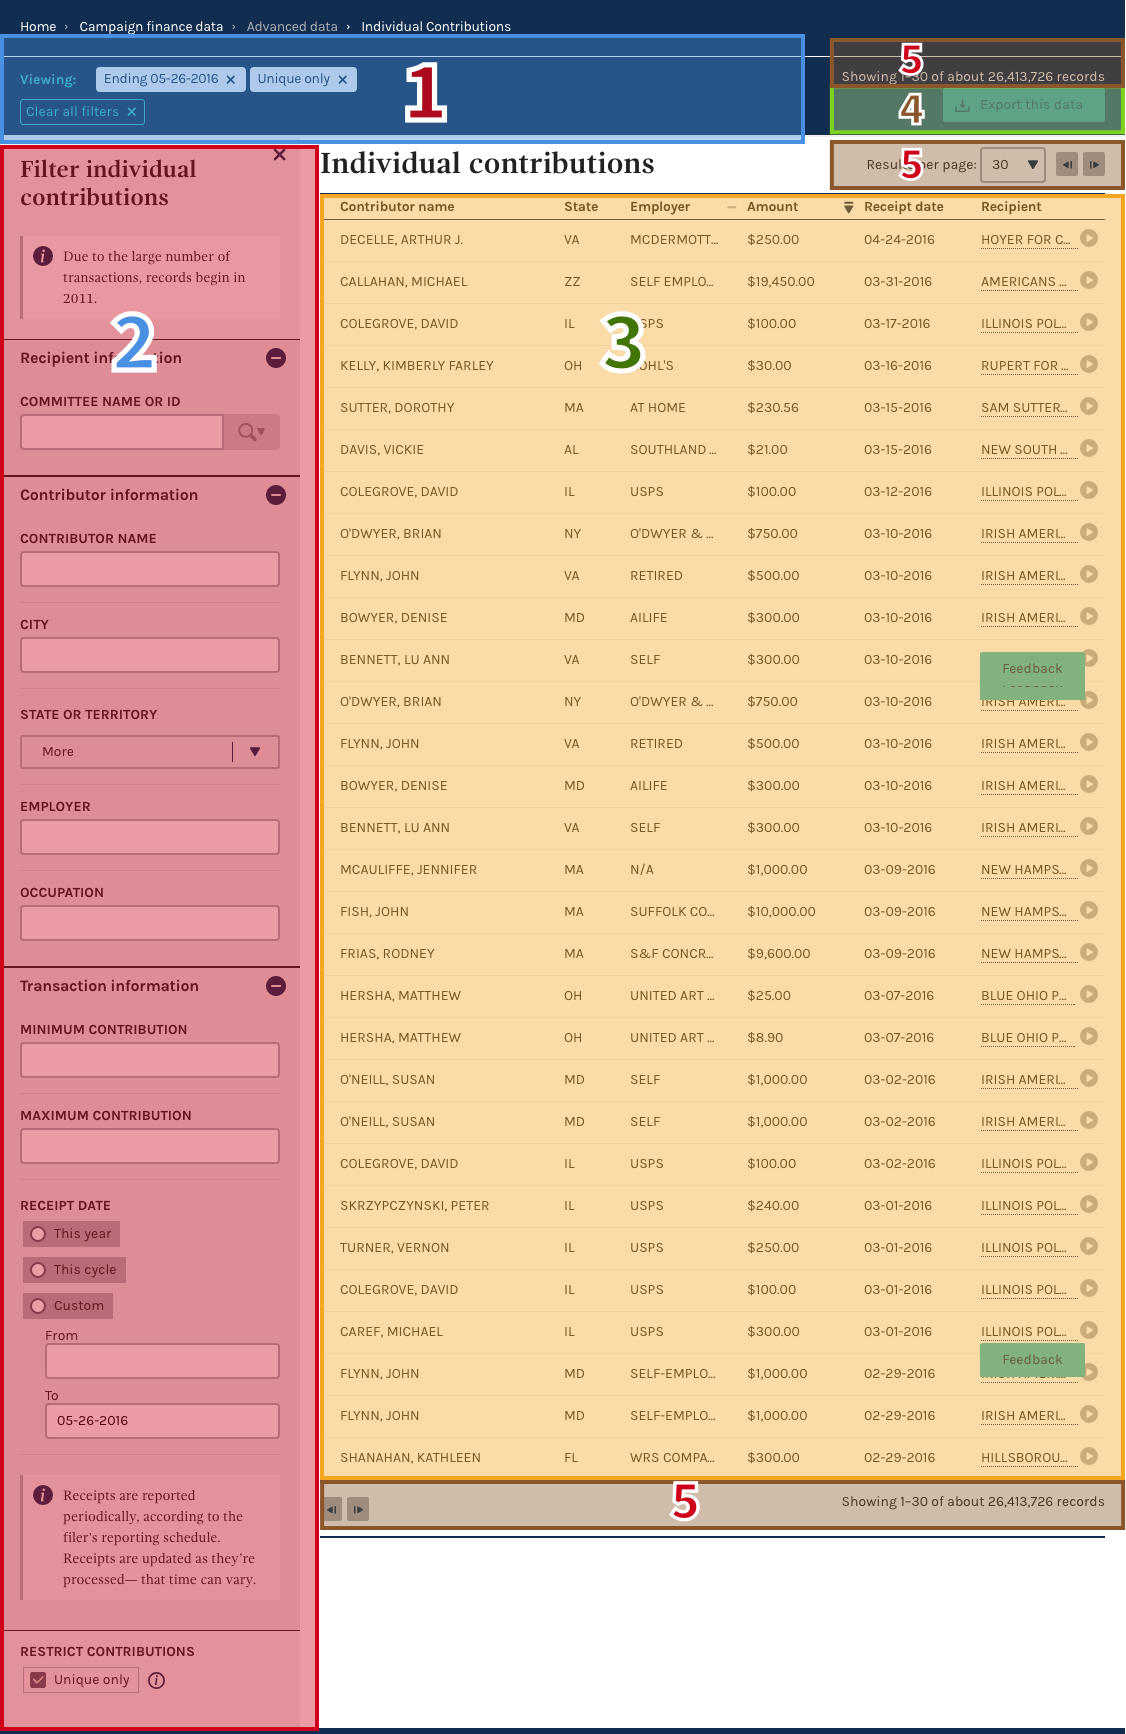 Home › Campaign finance data › Advanced data › Individual Contributions
Viewing: Ending 05-26-2016 × Unique only ×
Clear all filters ×
1
5
Showing 1–30 of about 26,413,726 records
4
Export this data
Filter individual
contributions
×
Due to the large number of
transactions, records begin in
2011.
2
Recipient information
COMMITTEE NAME OR ID
Contributor information
CONTRIBUTOR NAME
CITY
STATE OR TERRITORY
More
EMPLOYER
OCCUPATION
Transaction information
MINIMUM CONTRIBUTION
MAXIMUM CONTRIBUTION
RECEIPT DATE
This year
This cycle
Custom
From
To
05-26-2016
Receipts are reported
periodically, according to the
filer's reporting schedule.
Receipts are updated as they're
processed— that time can vary.
RESTRICT CONTRIBUTIONS
Unique only
Individual contributions
Results per page: 30
5
3
Contributor name State Employer Amount Receipt date Recipient
DECELLE, ARTHUR J. VA MCDERMOTT... $250.00 04-24-2016 HOYER FOR C...
CALLAHAN, MICHAEL ZZ SELF EMPLO... $19,450.00 03-31-2016 AMERICANS ...
COLEGROVE, DAVID IL USPS $100.00 03-17-2016 ILLINOIS POL...
KELLY, KIMBERLY FARLEY OH KOHL'S $30.00 03-16-2016 RUPERT FOR ...
SUTTER, DOROTHY MA AT HOME $230.56 03-15-2016 SAM SUTTER...
DAVIS, VICKIE AL SOUTHLAND ... $21.00 03-15-2016 NEW SOUTH ...
COLEGROVE, DAVID IL USPS $100.00 03-12-2016 ILLINOIS POL...
O'DWYER, BRIAN NY O'DWYER & ... $750.00 03-10-2016 IRISH AMERI...
FLYNN, JOHN VA RETIRED $500.00 03-10-2016 IRISH AMERI...
BOWYER, DENISE MD AILIFE $300.00 03-10-2016 IRISH AMERI...
BENNETT, LU ANN VA SELF $300.00 03-10-2016
Feedback
O'DWYER, BRIAN NY O'DWYER & ... $750.00 03-10-2016 IRISH AMERI...
FLYNN, JOHN VA RETIRED $500.00 03-10-2016 IRISH AMERI...
BOWYER, DENISE MD AILIFE $300.00 03-10-2016 IRISH AMERI...
BENNETT, LU ANN VA SELF $300.00 03-10-2016 IRISH AMERI...
MCAULIFFE, JENNIFER MA N/A $1,000.00 03-09-2016 NEW HAMPS...
FISH, JOHN MA SUFFOLK CO... $10,000.00 03-09-2016 NEW HAMPS...
FRIAS, RODNEY MA S&F CONCR... $9,600.00 03-09-2016 NEW HAMPS...
HERSHA, MATTHEW OH UNITED ART ... $25.00 03-07-2016 BLUE OHIO P...
HERSHA, MATTHEW OH UNITED ART ... $8.90 03-07-2016 BLUE OHIO P...
O'NEILL, SUSAN MD SELF $1,000.00 03-02-2016 IRISH AMERI...
O'NEILL, SUSAN MD SELF $1,000.00 03-02-2016 IRISH AMERI...
COLEGROVE, DAVID IL USPS $100.00 03-02-2016 ILLINOIS POL...
SKRZYPCZYNSKI, PETER IL USPS $240.00 03-01-2016 ILLINOIS POL...
TURNER, VERNON IL USPS $250.00 03-01-2016 ILLINOIS POL...
COLEGROVE, DAVID IL USPS $100.00 03-01-2016 ILLINOIS POL...
CAREF, MICHAEL IL USPS $300.00 03-01-2016 ILLINOIS POL...
Feedback
FLYNN, JOHN MD SELF-EMPLO... $1,000.00 02-29-2016
FLYNN, JOHN MD SELF-EMPLO... $1,000.00 02-29-2016 IRISH AMERI...
SHANAHAN, KATHLEEN FL WRS COMPA... $300.00 02-29-2016 HILLSBOROU...
5
Showing 1–30 of about 26,413,726 records